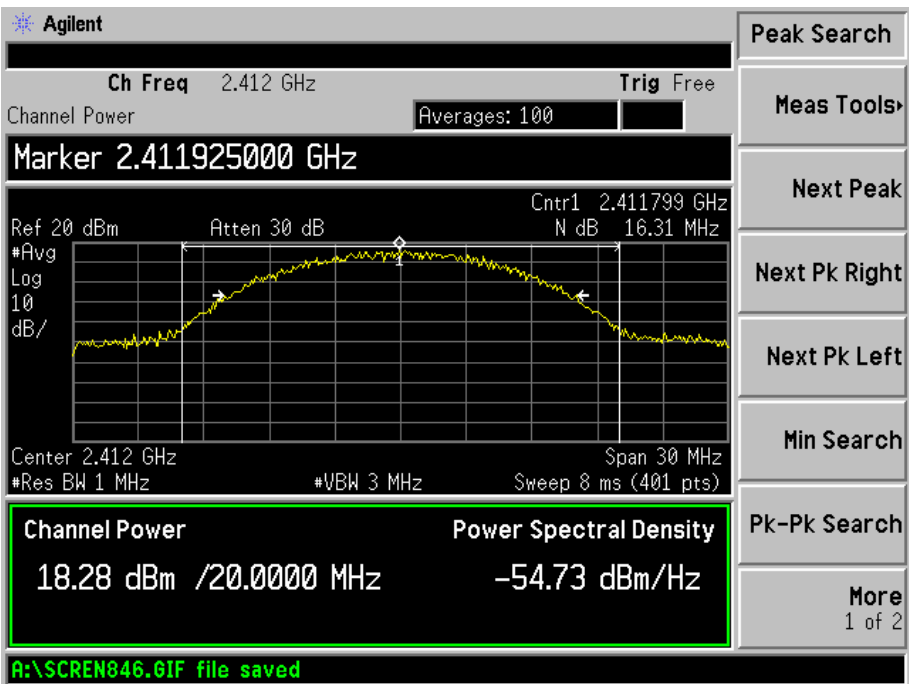 Agilent
Peak Search
Ch Freq 2.412 GHz Trig Free
Channel Power Averages: 100
Meas Tools
Marker 2.411925000 GHz
Next Peak
Cntr1 2.411799 GHz
Ref 20 dBm Atten 30 dB N dB 16.31 MHz
#Avg
Log
10
dB/
1
Next Pk Right
Next Pk Left
Min Search
Center 2.412 GHz Span 30 MHz
#Res BW 1 MHz #VBW 3 MHz Sweep 8 ms (401 pts)
Pk-Pk Search
Channel Power Power Spectral Density
18.28 dBm /20.0000 MHz -54.73 dBm/Hz
More
1 of 2
A:\SCREN846.GIF file saved